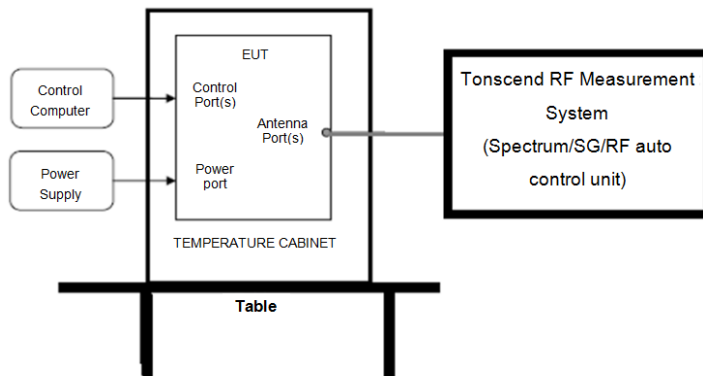 EUT
Control
Computer
Control
Port(s)
Antenna
Port(s)
Power
Supply
Power
port
TEMPERATURE CABINET
Table
Tonscend RF Measurement
System
(Spectrum/SG/RF auto
control unit)